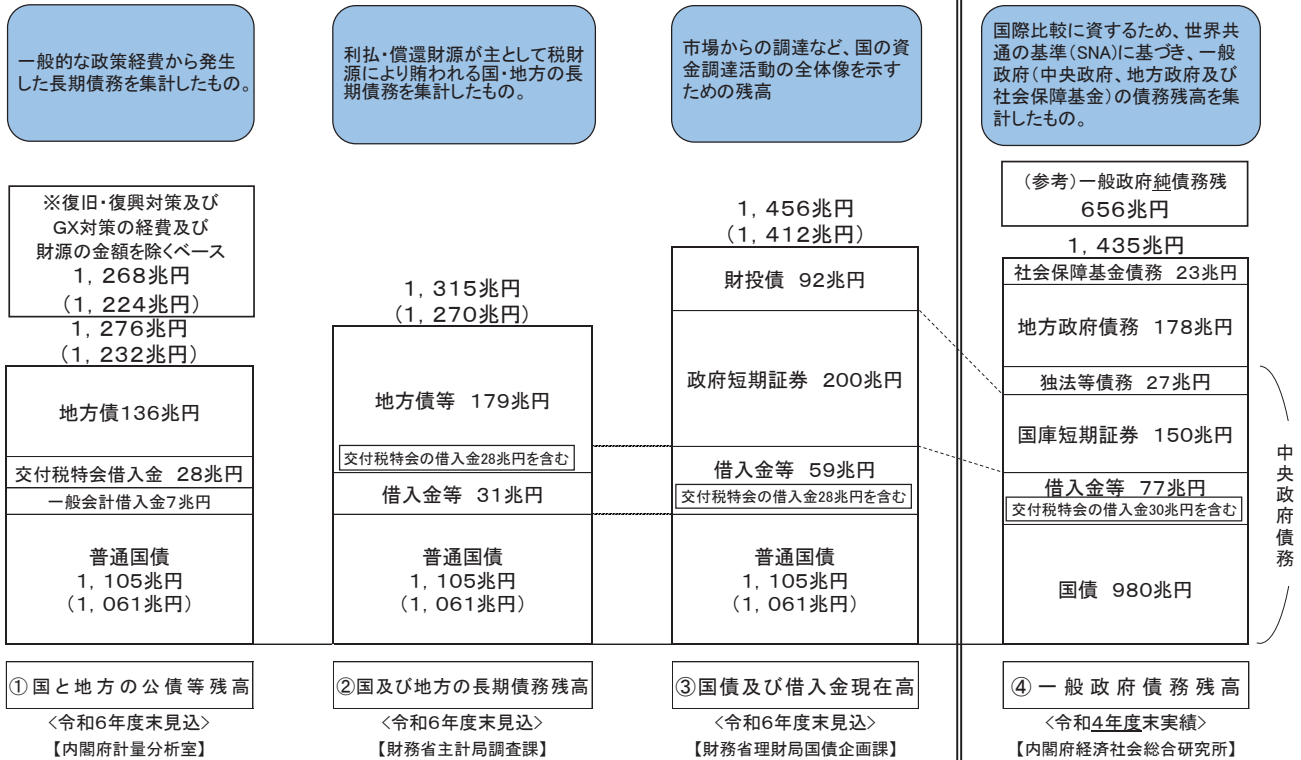 一般的な政策経費から発生
した長期債務を集計したもの。
※復旧・復興対策及び
GX対策の経費及び
財源の金額を除くベース
1,268兆円
(1,224兆円)
1,276兆円
(1,232兆円)
地方債136兆円
交付税特会借入金 28兆円
一般会計借入金7兆円
普通国債
1,105兆円
(1,061兆円)
①国と地方の公債等残高
<令和6年度末見込>
【内閣府計量分析室】
利払・償還財源が主として税財
源により賄われる国・地方の長
期債務を集計したもの。
1,315兆円
(1,270兆円)
地方債等 179兆円
交付税特会の借入金28兆円を含む
借入金等 31兆円
普通国債
1,105兆円
(1,061兆円)
②国及び地方の長期債務残高
<令和6年度末見込>
【財務省主計局調査課】
市場からの調達など、国の資
金調達活動の全体像を示す
ための残高
1,456兆円
(1,412兆円)
財投債 92兆円
政府短期証券 200兆円
借入金等 59兆円
交付税特会の借入金28兆円を含む
普通国債
1,105兆円
(1,061兆円)
③国債及び借入金現在高
<令和6年度末見込>
【財務省理財局国債企画課】
国際比較に資するため、世界共
通の基準(SNA)に基づき、一般
政府(中央政府、地方政府及び
社会保障基金)の債務残高を集
計したもの。
(参考)一般政府純債務残
656兆円
1,435兆円
社会保障基金債務 23兆円
地方政府債務 178兆円
独法等債務 27兆円
国庫短期証券 150兆円
借入金等 77兆円
交付税特会の借入金30兆円を含む
国債 980兆円
中央政府債務
④一般政府債務残高
<令和4年度末実績>
【内閣府経済社会総合研究所】